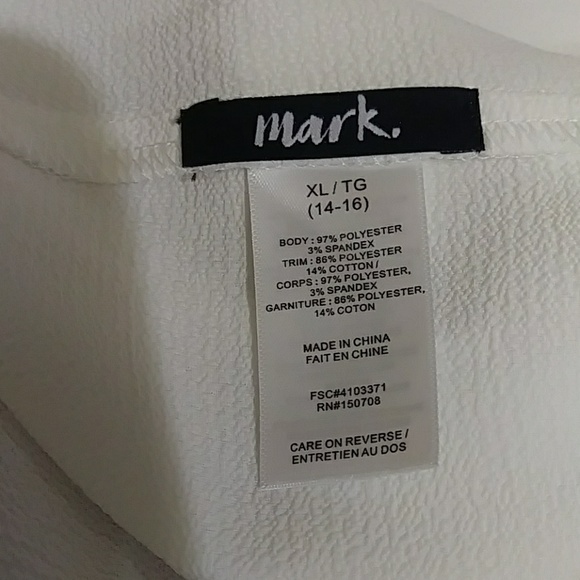 mark.
XL / TG
(14-16)
BODY : 97% POLYESTER
3% SPANDEX
TRIM : 86% POLYESTER
14% COTTON /
CORPS : 97% POLYESTER,
3% SPANDEX
GARNITURE : 86% POLYESTER,
14% COTON
MADE IN CHINA
FAIT EN CHINE
FSC#4103371
RN#150708
CARE ON REVERSE /
ENTRETIEN AU DOS